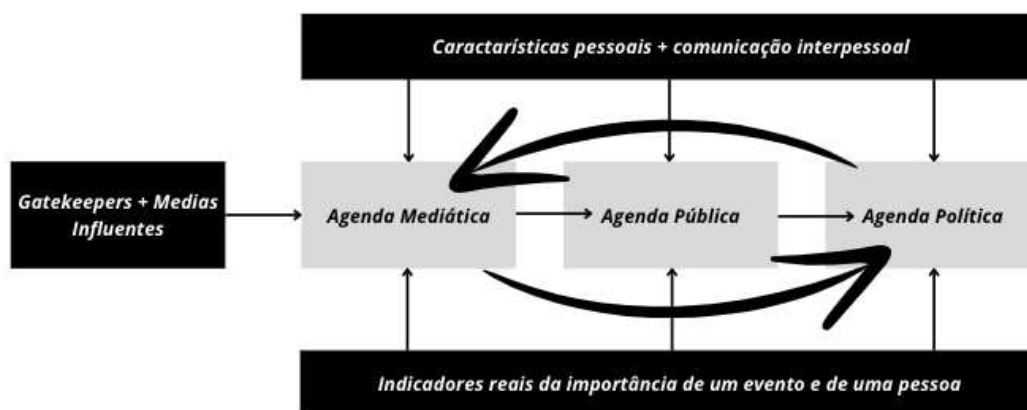 Caractarísticas pessoais + comunicação interpessoal
Gatekeepers + Medias
Influentes
Agenda Mediática
Agenda Pública
Agenda Política
Indicadores reais da importância de um evento e de uma pessoa